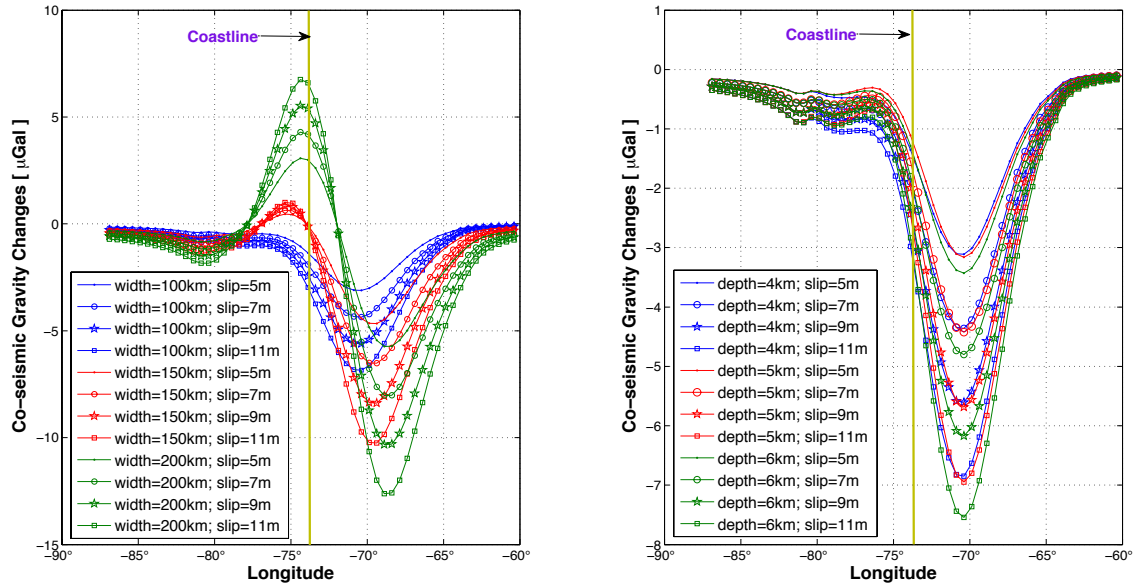 Co−seismic Gravity Changes [ μGal ]
10
5
0
−5
−10
−15
Coastline
width=100km; slip=5m
width=100km; slip=7m
width=100km; slip=9m
width=100km; slip=11m
width=150km; slip=5m
width=150km; slip=7m
width=150km; slip=9m
width=150km; slip=11m
width=200km; slip=5m
width=200km; slip=7m
width=200km; slip=9m
width=200km; slip=11m
−90° −85° −80° −75° −70° −65° −60°
Longitude
Co−seismic Gravity Changes [ μGal ]
1
0
−1
−2
−3
−4
−5
−6
−7
−8
Coastline
depth=4km; slip=5m
depth=4km; slip=7m
depth=4km; slip=9m
depth=4km; slip=11m
depth=5km; slip=5m
depth=5km; slip=7m
depth=5km; slip=9m
depth=5km; slip=11m
depth=6km; slip=5m
depth=6km; slip=7m
depth=6km; slip=9m
depth=6km; slip=11m
−90° −85° −80° −75° −70° −65° −60°
Longitude